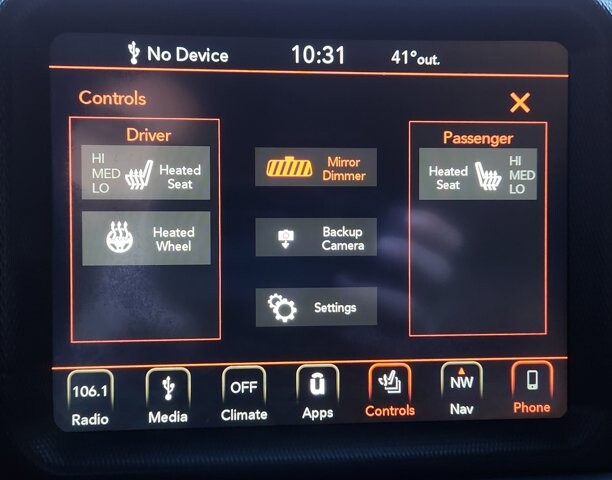 No Device 10:31 41°out.
Controls
Driver
HI
MED
LO
Heated
Seat
Heated
Wheel
Mirror
Dimmer
Backup
Camera
Settings
Passenger
Heated
Seat
HI
MED
LO
106.1
Radio
Media
OFF
Climate
Apps
Controls
NW
Nav
Phone